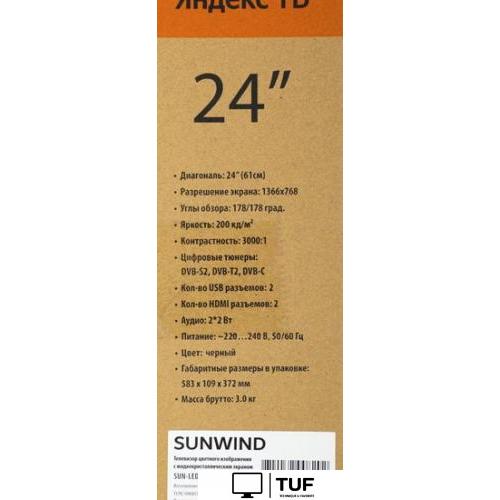 Яндекс ТВ
24”
• Диагональ: 24” (61см)
• Разрешение экрана: 1366x768
• Углы обзора: 178/178 град.
• Яркость: 200 кд/м²
• Контрастность: 3000:1
• Цифровые тюнеры:
DVB-S2, DVB-T2, DVB-C
• Кол-во USB разъемов: 2
• Кол-во HDMI разъемов: 2
• Аудио: 2*2 Вт
• Питание: ~220…240 В, 50/60 Гц
• Цвет: черный
• Габаритные размеры в упаковке:
583 x 109 x 372 мм
• Масса брутто: 3.0 кг
SUNWIND
Телевизор цветного изображения
с жидкокристаллическим экраном
SUN-LED
TUF